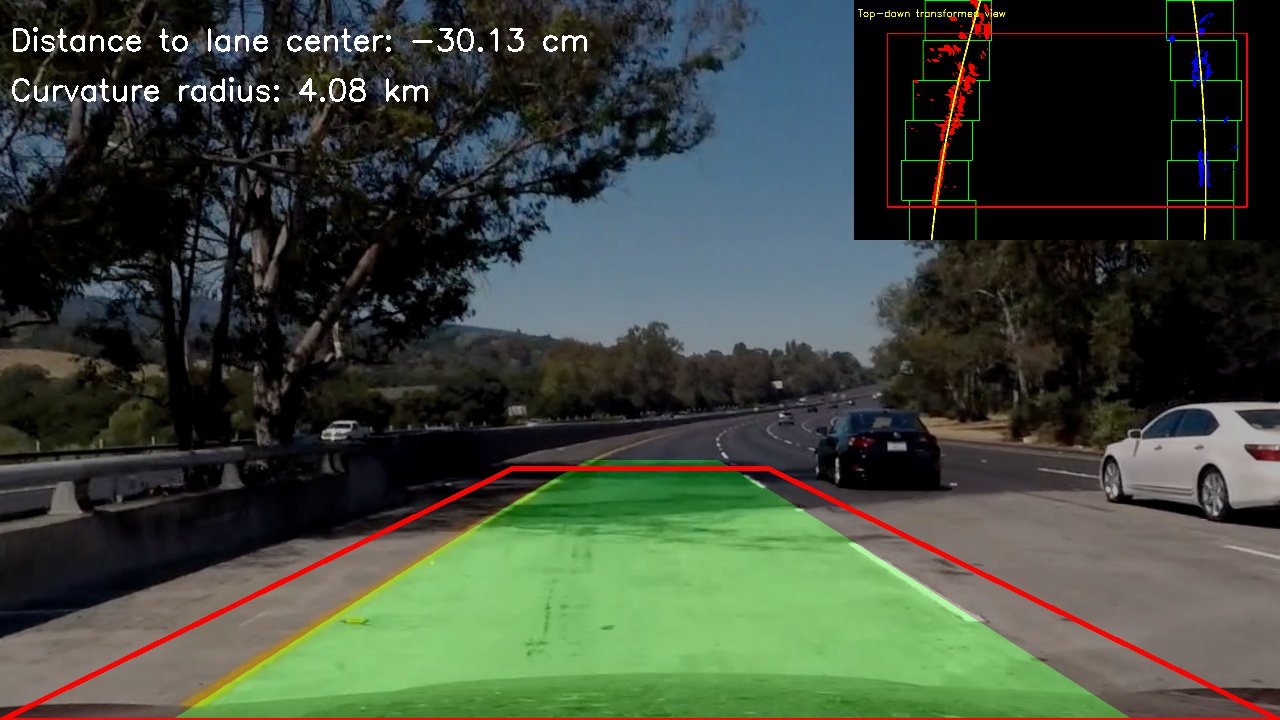 Distance to lane center: −30.13 cm
Curvature radius: 4.08 km
Top-down transformed view